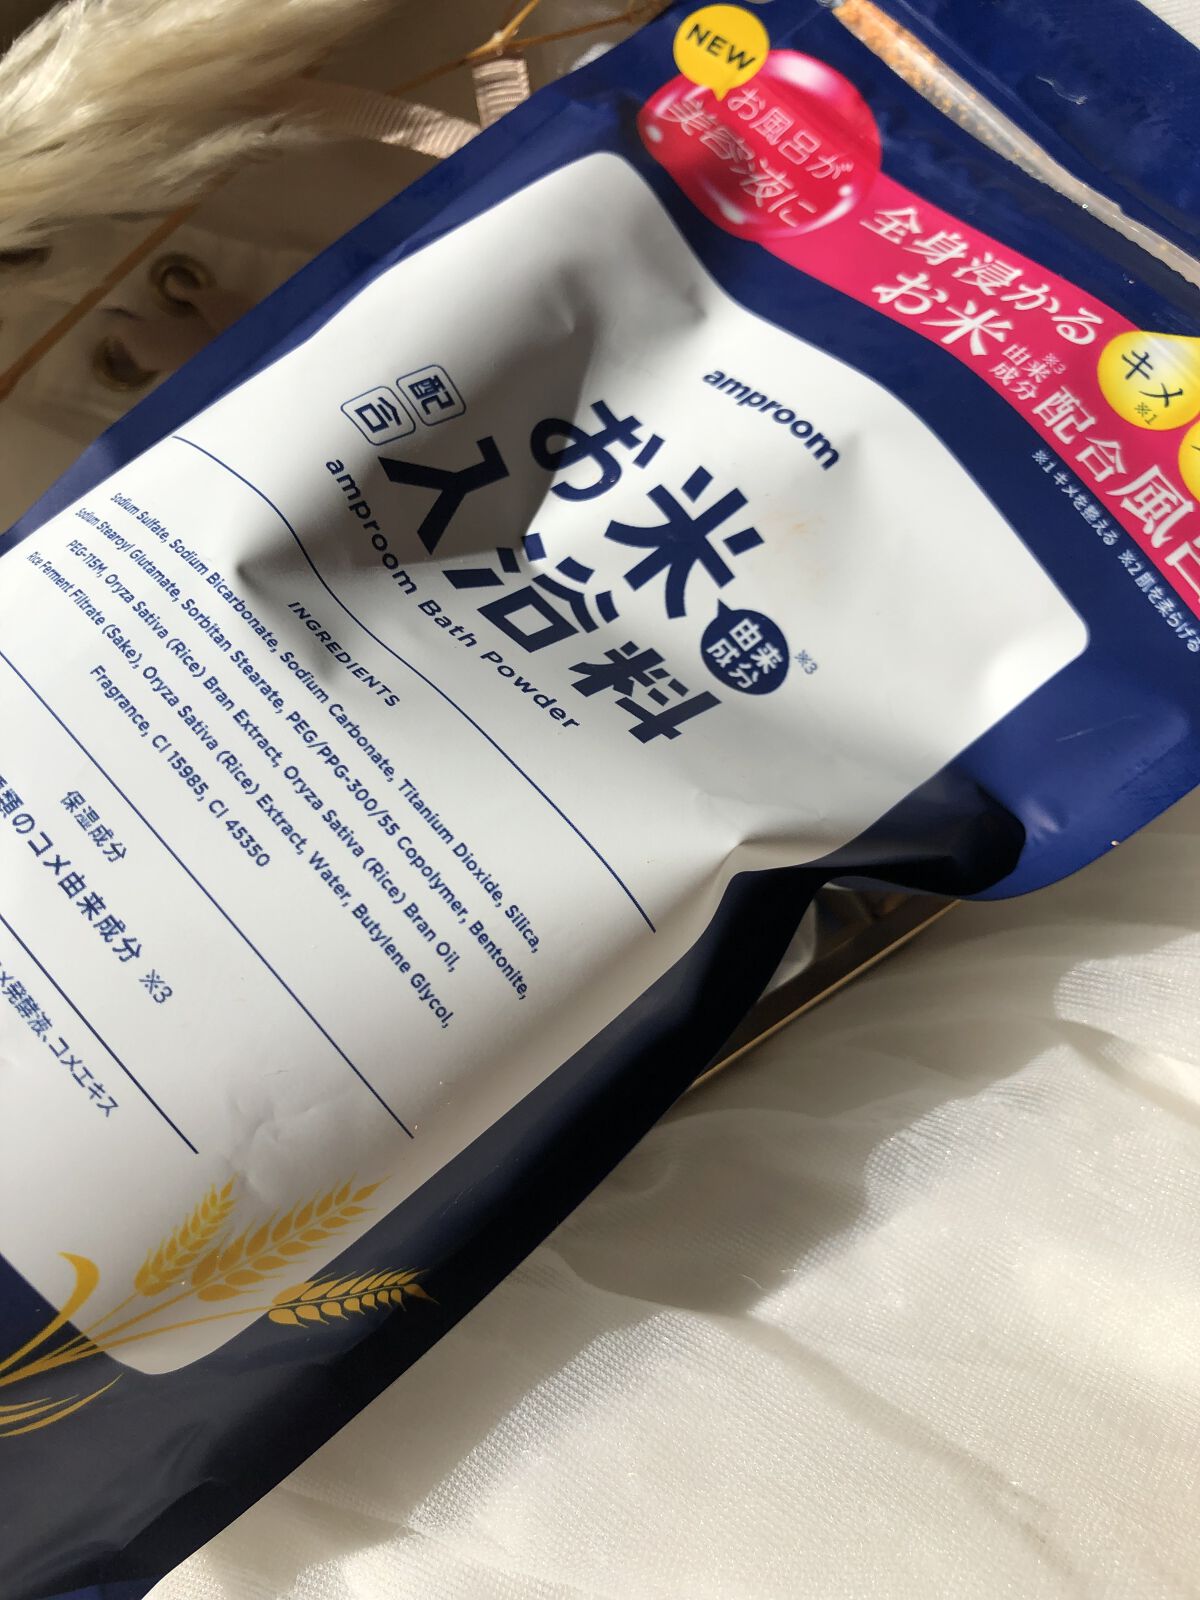 NEW
お風呂が
美容液に
全身浸かる
お米由来成分※3配合風呂
キメ
※1
※1キメを整える ※2肌を柔らげる
amproom
お米由来成分※3
配合
入浴料
amproom Bath Powder
INGREDIENTS
Sodium Sulfate, Sodium Bicarbonate, Sodium Carbonate, Titanium Dioxide, Silica,
Sodium Stearoyl Glutamate, Sorbitan Stearate, PEG/PPG-300/55 Copolymer, Bentonite,
PEG-115M, Oryza Sativa (Rice) Bran Extract, Oryza Sativa (Rice) Bran Oil,
Rice Ferment Filtrate (Sake), Oryza Sativa (Rice) Extract, Water, Butylene Glycol,
Fragrance, CI 15985, CI 45350
保湿成分
類のコメ由来成分 ※3
メ発酵液、コメエキス